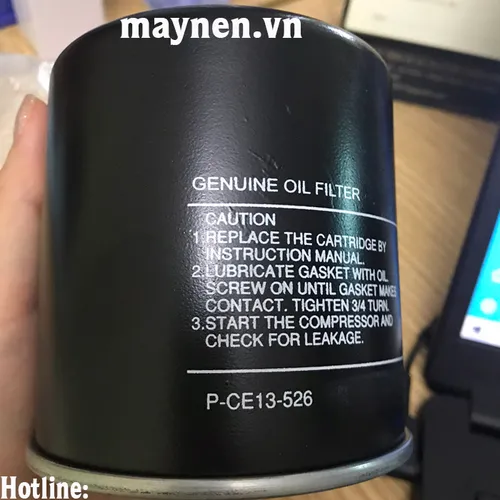 maynen.vn
GENUINE OIL FILTER
CAUTION
1.REPLACE THE CARTRIDGE BY
INSTRUCTION MANUAL.
2.LUBRICATE GASKET WITH OIL.
SCREW ON UNTIL GASKET MAKES
CONTACT. TIGHTEN 3/4 TURN.
3.START THE COMPRESSOR AND
CHECK FOR LEAKAGE.
P-CE13-526
Hotline: